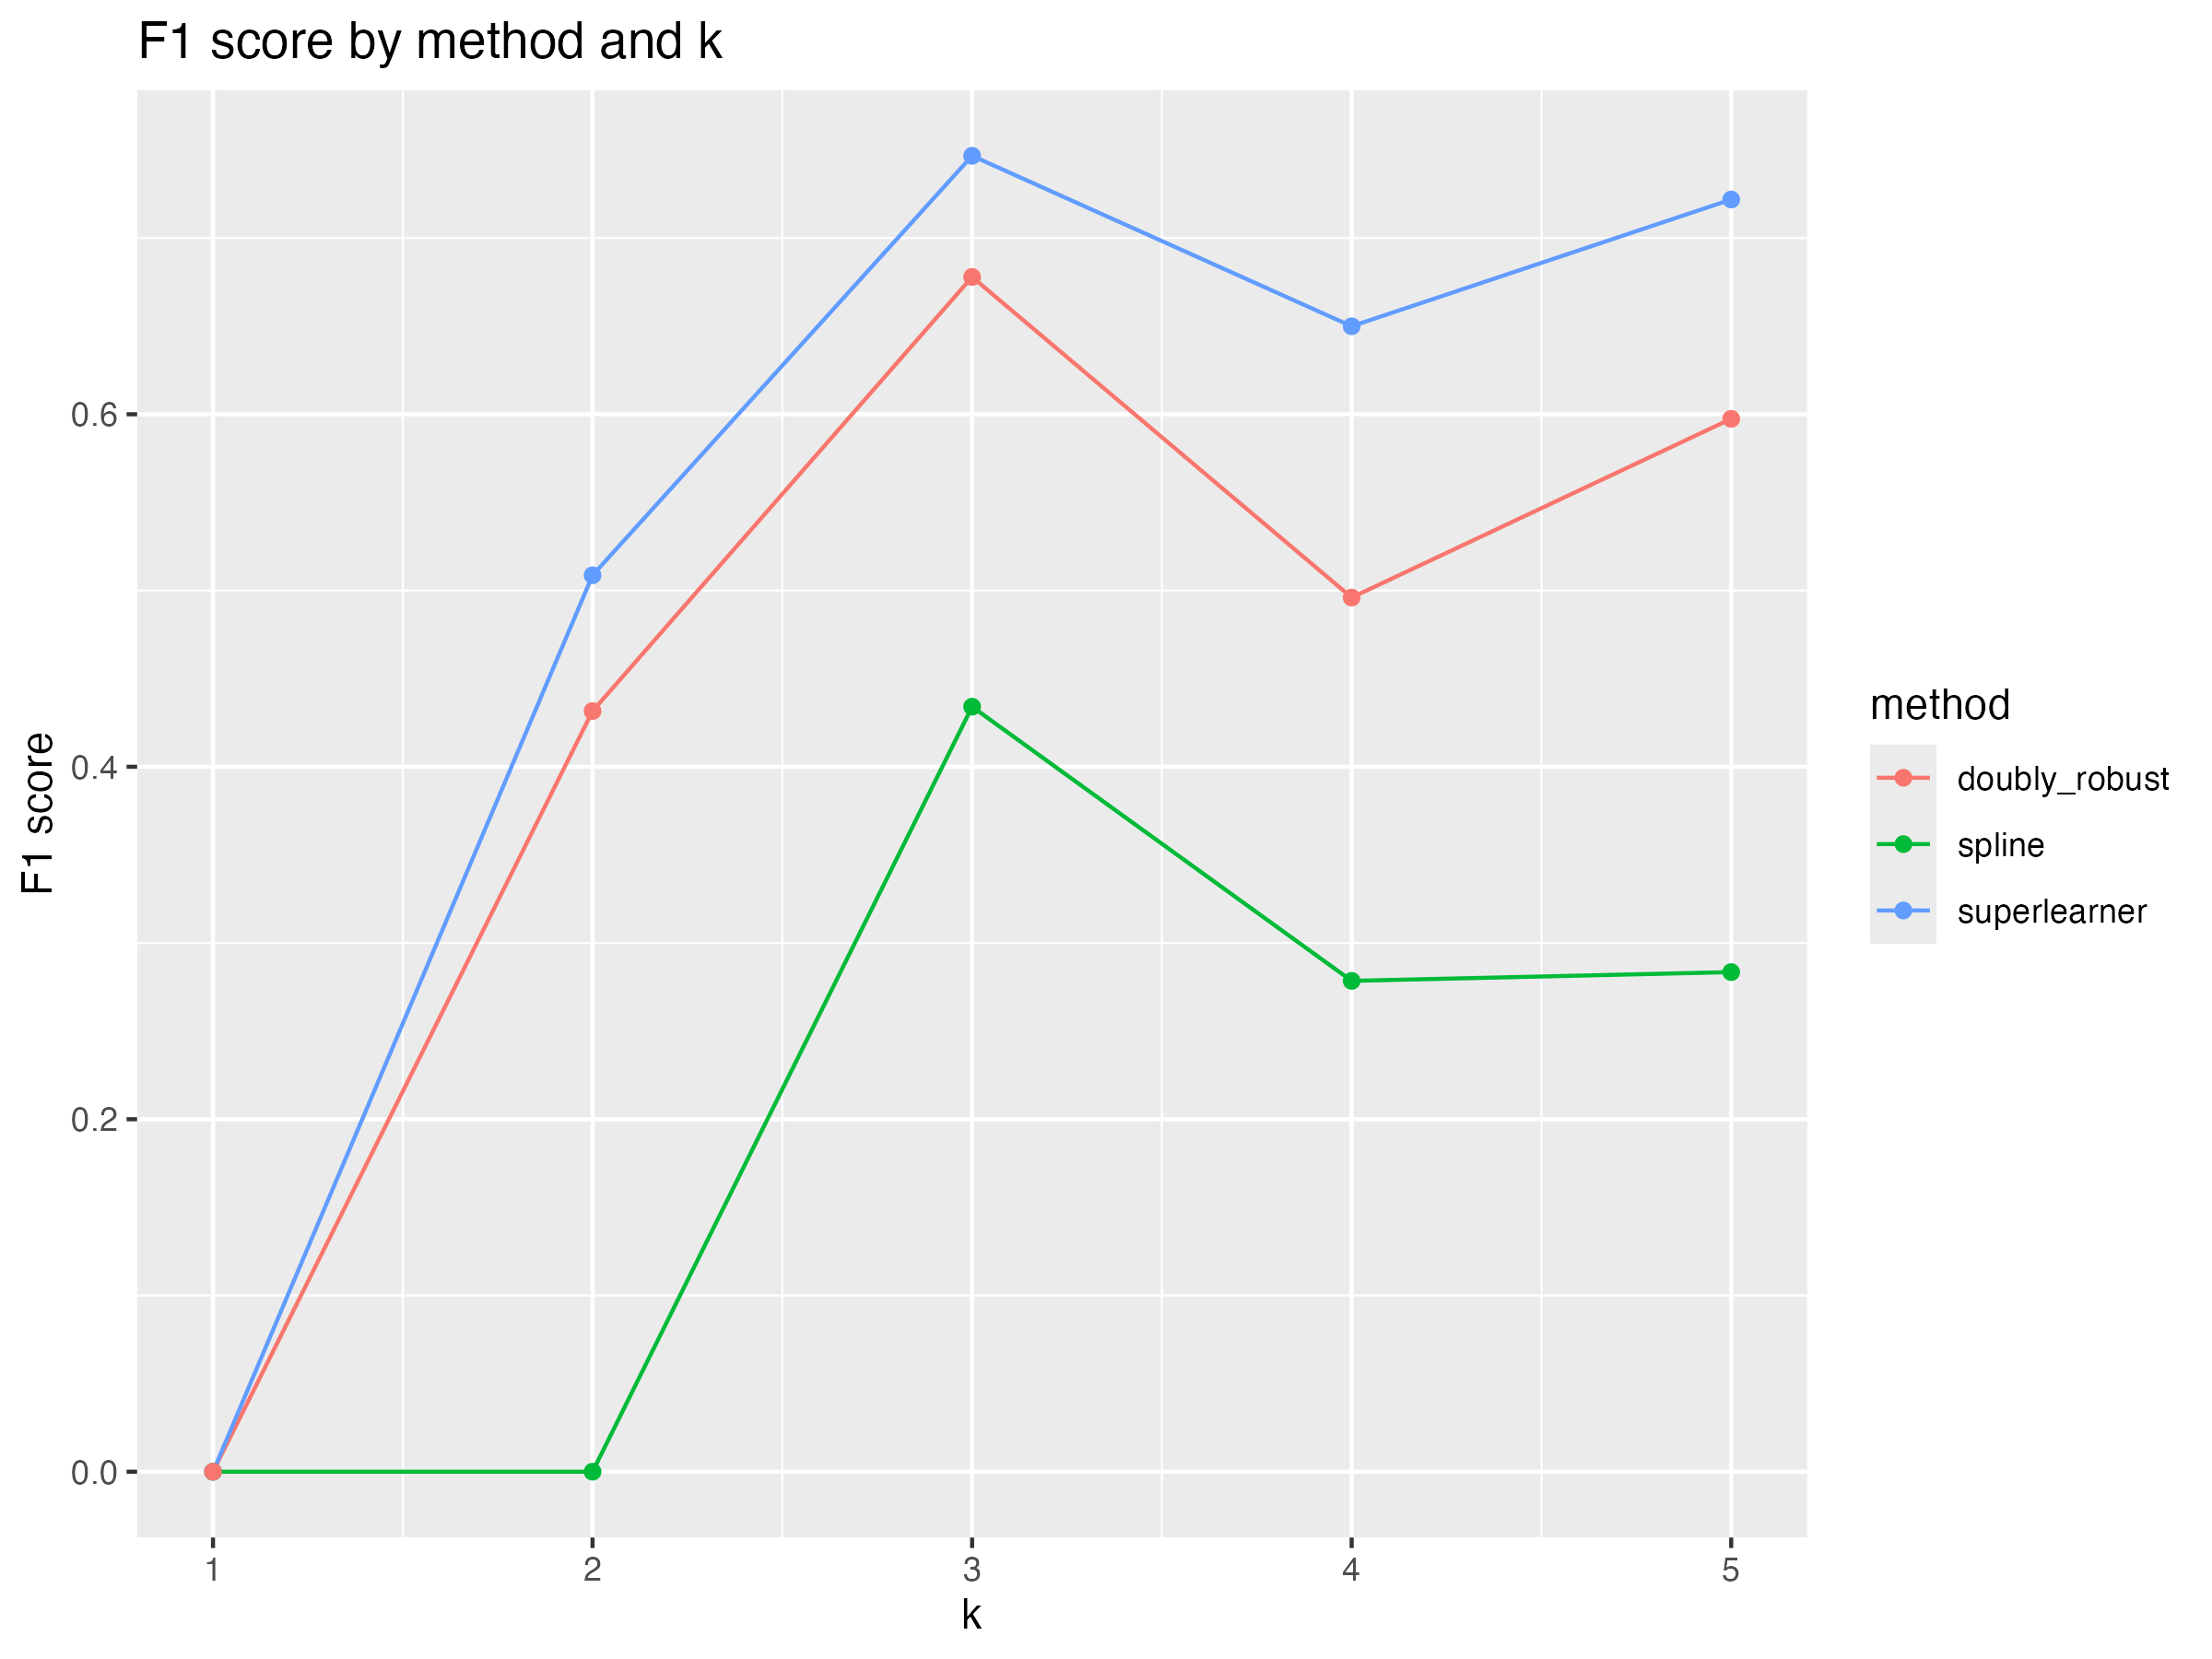 F1 score by method and k
F1 score
0.6
0.4
0.2
0.0
1 2 3 4 5
k
method
doubly_robust
spline
superlearner